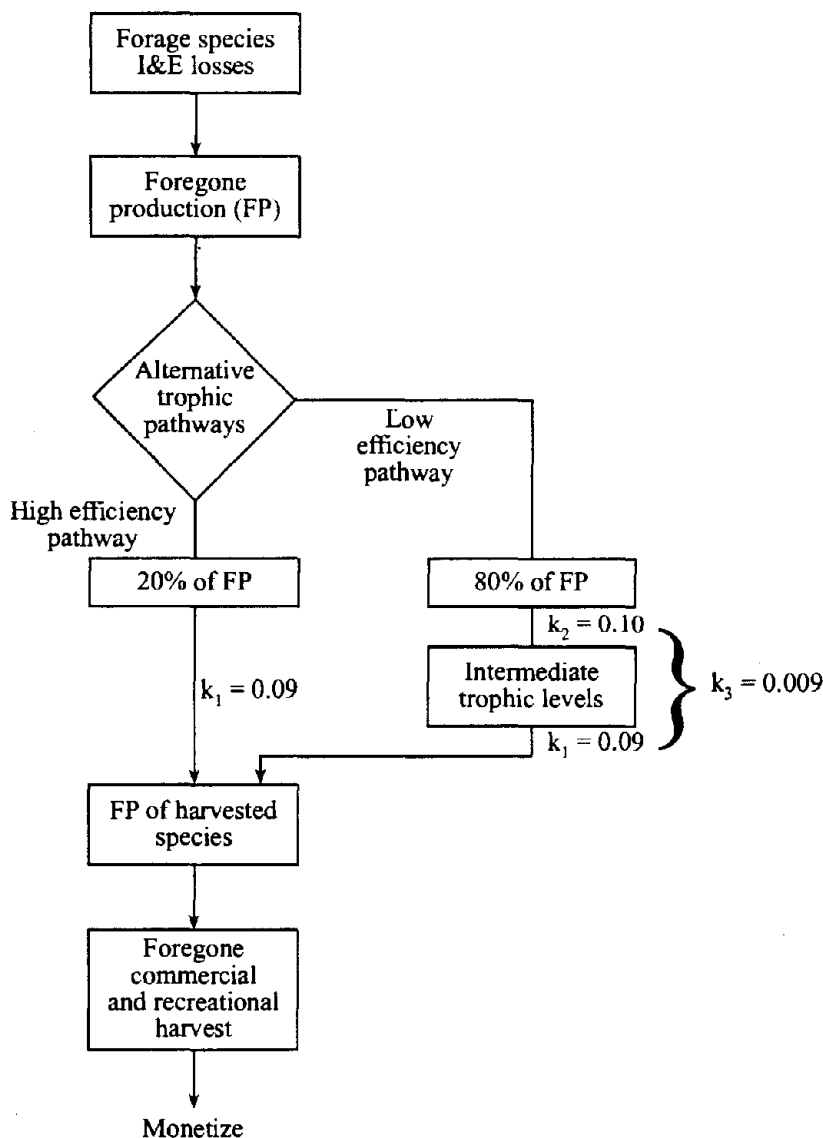 Forage species
I&E losses
Foregone
production (FP)
Alternative
trophic
pathways
Low
efficiency
pathway
High efficiency
pathway
20% of FP
80% of FP
k₂ = 0.10
Intermediate
trophic levels
k₃ = 0.009
k₁ = 0.09
k₁ = 0.09
FP of harvested
species
Foregone
commercial
and recreational
harvest
Monetize